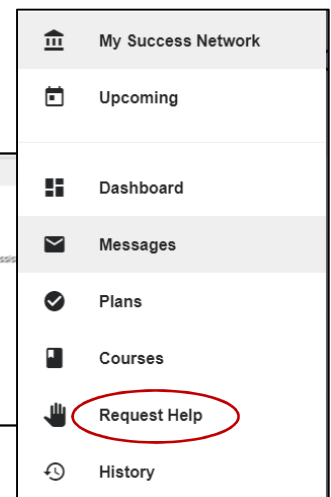 My Success Network
Upcoming
Dashboard
Messages
Plans
Courses
Request Help
History